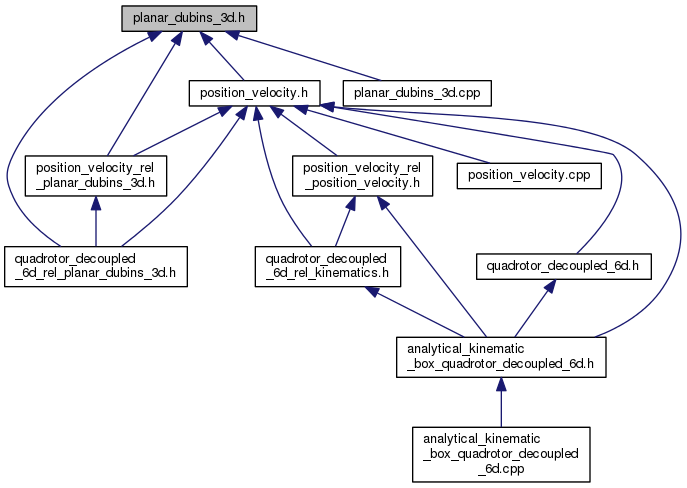 planar_dubins_3d.h
position_velocity.h
planar_dubins_3d.cpp
position_velocity_rel
_planar_dubins_3d.h
position_velocity_rel
_position_velocity.h
position_velocity.cpp
quadrotor_decoupled
_6d_rel_planar_dubins_3d.h
quadrotor_decoupled
_6d_rel_kinematics.h
quadrotor_decoupled_6d.h
analytical_kinematic
_box_quadrotor_decoupled_6d.h
analytical_kinematic
_box_quadrotor_decoupled
_6d.cpp